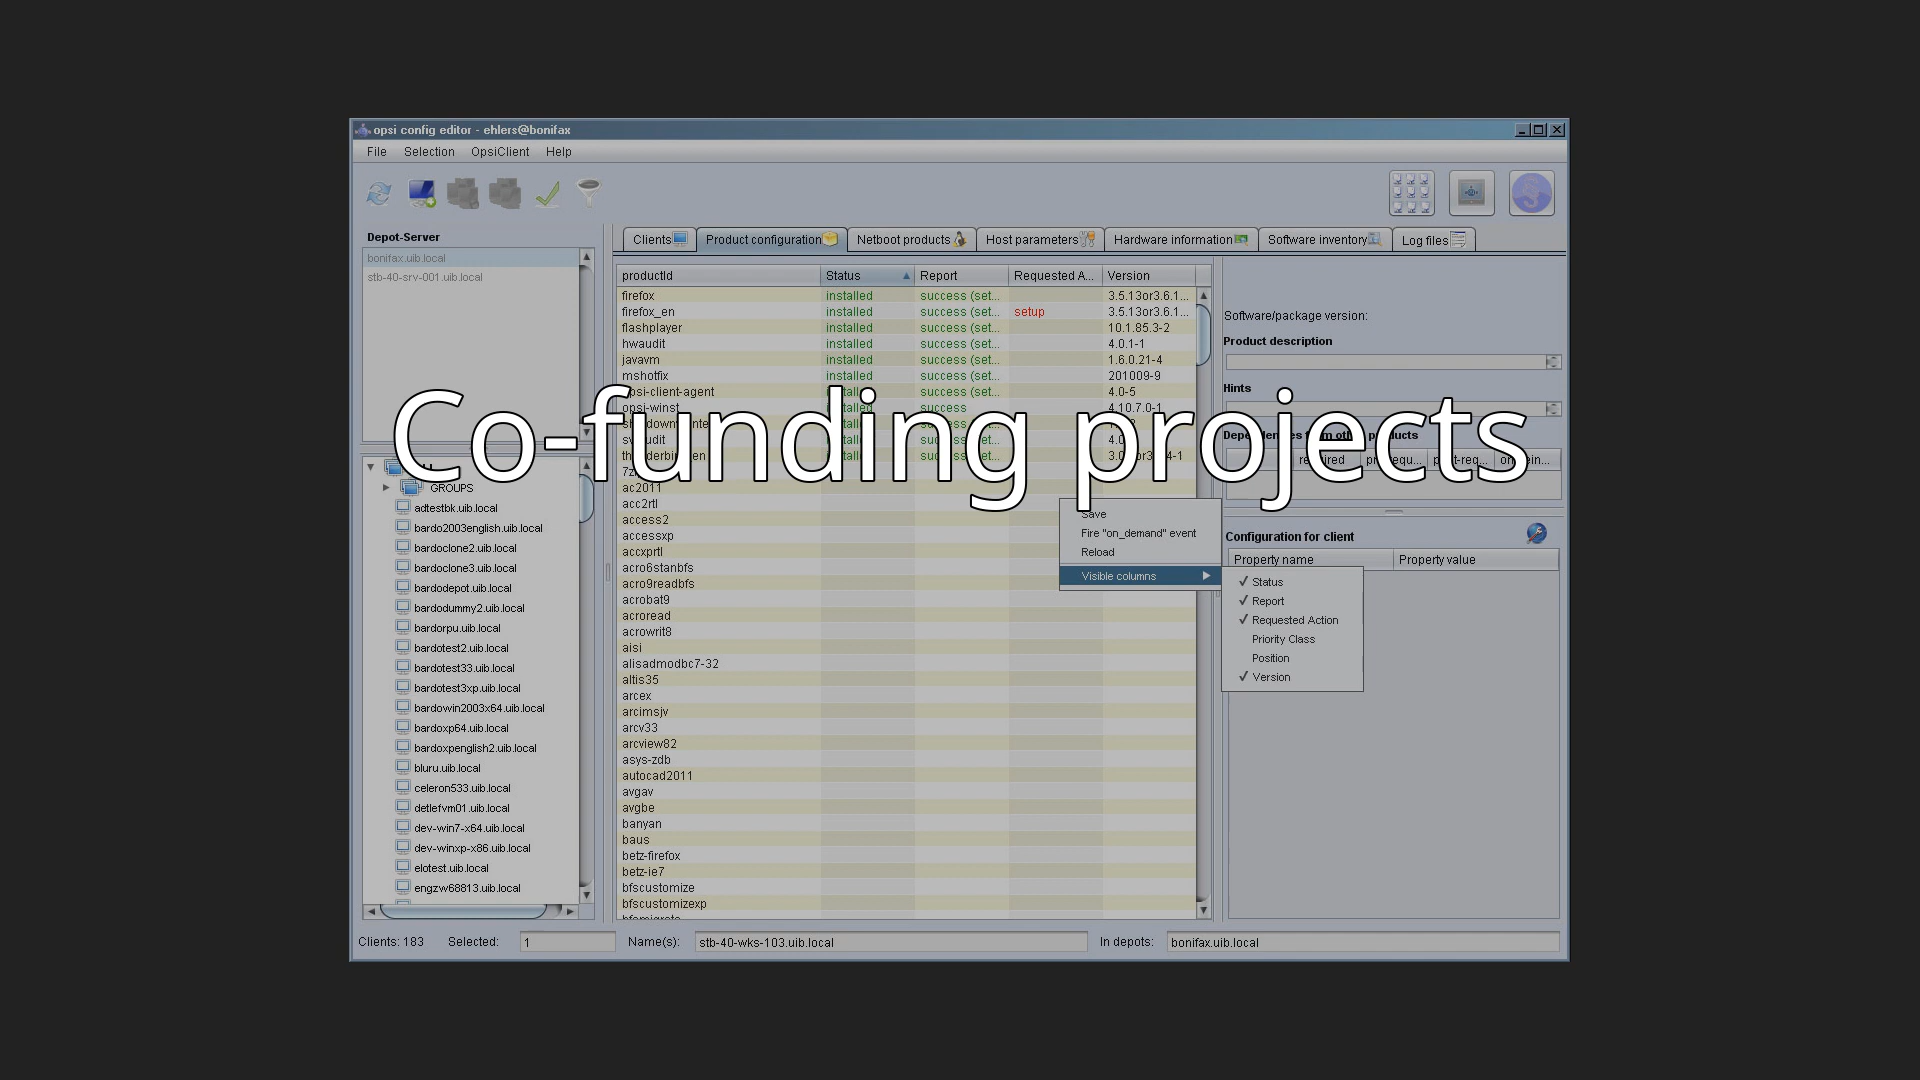 opsi config editor - ehlers@bonifax
File Selection OpsiClient Help
Depot-Server
bonifax.uib.local
stb-40-srv-001.uib.local
Clients Product configuration Netboot products Host parameters Hardware information Software inventory Log files
productId Status Report Requested A... Version
firefox installed success (set... 3.5.13or3.6.1...
firefox_en installed success (set... setup 3.5.13or3.6.1...
flashplayer installed success (set... 10.1.85.3-2
hwaudit installed success (set... 4.0.1-1
javavm installed success (set... 1.6.0.21-4
mshotfix installed success (set... 201009-9
opsi-client-agent success (set... 4.0-5
opsi-winst success 4.10.7.0-1
Co-funding projects
ac2011
acc2rtl
access2
accessxp
accxprtl
acro6stanbfs
acro9readbfs
acrobat9
acroread
acrowrit8
aisi
alisadmodbc7-32
altis35
arcex
arcimsjv
arcv33
arcview82
asys-zdb
autocad2011
avgav
avgbe
banyan
baus
betz-firefox
betz-ie7
bfscustomize
bfscustomizexp
GROUPS
adtestbk.uib.local
bardo2003english.uib.local
bardoclone2.uib.local
bardoclone3.uib.local
bardodepot.uib.local
bardodummy2.uib.local
bardorpu.uib.local
bardotest2.uib.local
bardotest33.uib.local
bardotest3xp.uib.local
bardowin2003x64.uib.local
bardoxp64.uib.local
bardoxpenglish2.uib.local
bluru.uib.local
celeron533.uib.local
detlefvm01.uib.local
dev-win7-x64.uib.local
dev-winxp-x86.uib.local
elotest.uib.local
engzw68813.uib.local
Save
Fire "on_demand" event
Reload
Visible columns
Status
Report
Requested Action
Priority Class
Position
Version
Software/package version:
Product description
Hints
Configuration for client
Property name Property value
Clients: 183 Selected: 1 Name(s): stb-40-wks-103.uib.local In depots: bonifax.uib.local